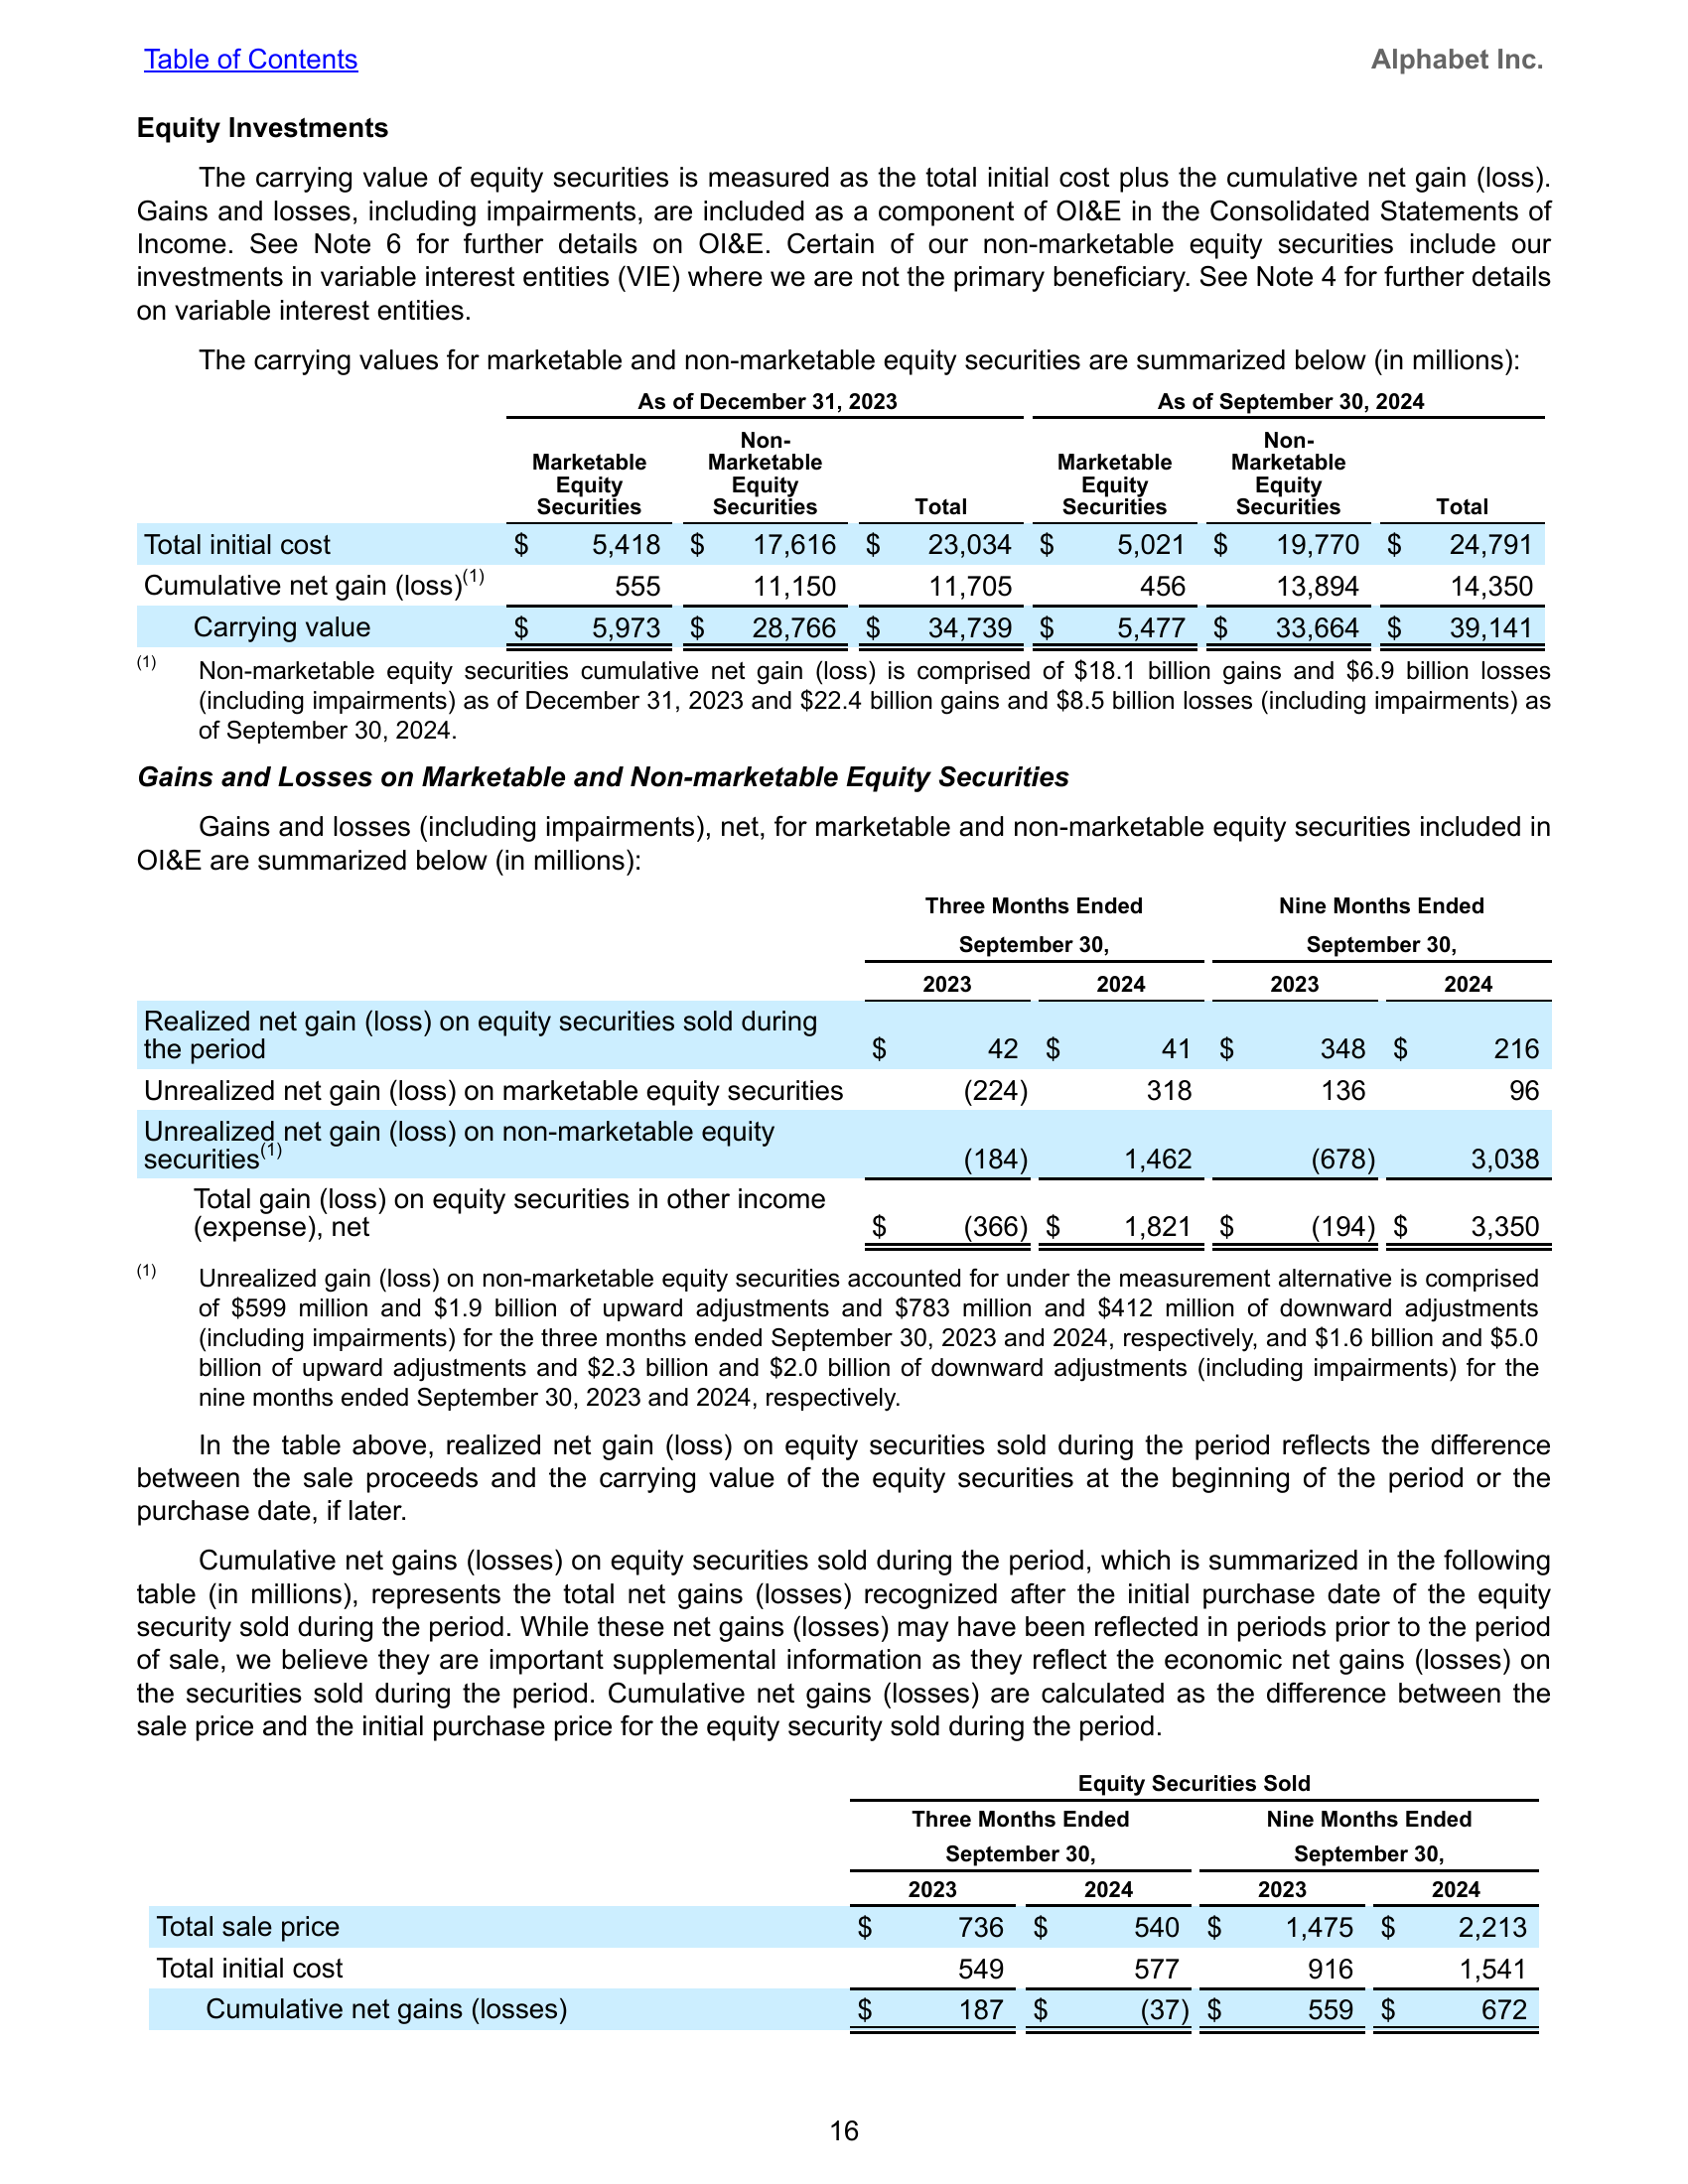 Table of Contents Alphabet Inc.
Equity Investments
The carrying value of equity securities is measured as the total initial cost plus the cumulative net gain (loss).
Gains and losses, including impairments, are included as a component of OI&E in the Consolidated Statements of
Income. See Note 6 for further details on OI&E. Certain of our non-marketable equity securities include our
investments in variable interest entities (VIE) where we are not the primary beneficiary. See Note 4 for further details
on variable interest entities.
The carrying values for marketable and non-marketable equity securities are summarized below (in millions):
As of December 31, 2023 As of September 30, 2024
Marketable Equity Securities Non-Marketable Equity Securities Total Marketable Equity Securities Non-Marketable Equity Securities Total
Total initial cost $ 5,418 $ 17,616 $ 23,034 $ 5,021 $ 19,770 $ 24,791
Cumulative net gain (loss)(1) 555 11,150 11,705 456 13,894 14,350
Carrying value $ 5,973 $ 28,766 $ 34,739 $ 5,477 $ 33,664 $ 39,141
(1) Non-marketable equity securities cumulative net gain (loss) is comprised of $18.1 billion gains and $6.9 billion losses
(including impairments) as of December 31, 2023 and $22.4 billion gains and $8.5 billion losses (including impairments) as
of September 30, 2024.
Gains and Losses on Marketable and Non-marketable Equity Securities
Gains and losses (including impairments), net, for marketable and non-marketable equity securities included in
OI&E are summarized below (in millions):
Three Months Ended Nine Months Ended
September 30, September 30,
2023 2024 2023 2024
Realized net gain (loss) on equity securities sold during
the period $ 42 $ 41 $ 348 $ 216
Unrealized net gain (loss) on marketable equity securities (224) 318 136 96
Unrealized net gain (loss) on non-marketable equity
securities(1) (184) 1,462 (678) 3,038
Total gain (loss) on equity securities in other income
(expense), net $ (366) $ 1,821 $ (194) $ 3,350
(1) Unrealized gain (loss) on non-marketable equity securities accounted for under the measurement alternative is comprised
of $599 million and $1.9 billion of upward adjustments and $783 million and $412 million of downward adjustments
(including impairments) for the three months ended September 30, 2023 and 2024, respectively, and $1.6 billion and $5.0
billion of upward adjustments and $2.3 billion and $2.0 billion of downward adjustments (including impairments) for the
nine months ended September 30, 2023 and 2024, respectively.
In the table above, realized net gain (loss) on equity securities sold during the period reflects the difference
between the sale proceeds and the carrying value of the equity securities at the beginning of the period or the
purchase date, if later.
Cumulative net gains (losses) on equity securities sold during the period, which is summarized in the following
table (in millions), represents the total net gains (losses) recognized after the initial purchase date of the equity
security sold during the period. While these net gains (losses) may have been reflected in periods prior to the period
of sale, we believe they are important supplemental information as they reflect the economic net gains (losses) on
the securities sold during the period. Cumulative net gains (losses) are calculated as the difference between the
sale price and the initial purchase price for the equity security sold during the period.
Equity Securities Sold
Three Months Ended Nine Months Ended
September 30, September 30,
2023 2024 2023 2024
Total sale price $ 736 $ 540 $ 1,475 $ 2,213
Total initial cost 549 577 916 1,541
Cumulative net gains (losses) $ 187 $ (37) $ 559 $ 672
16